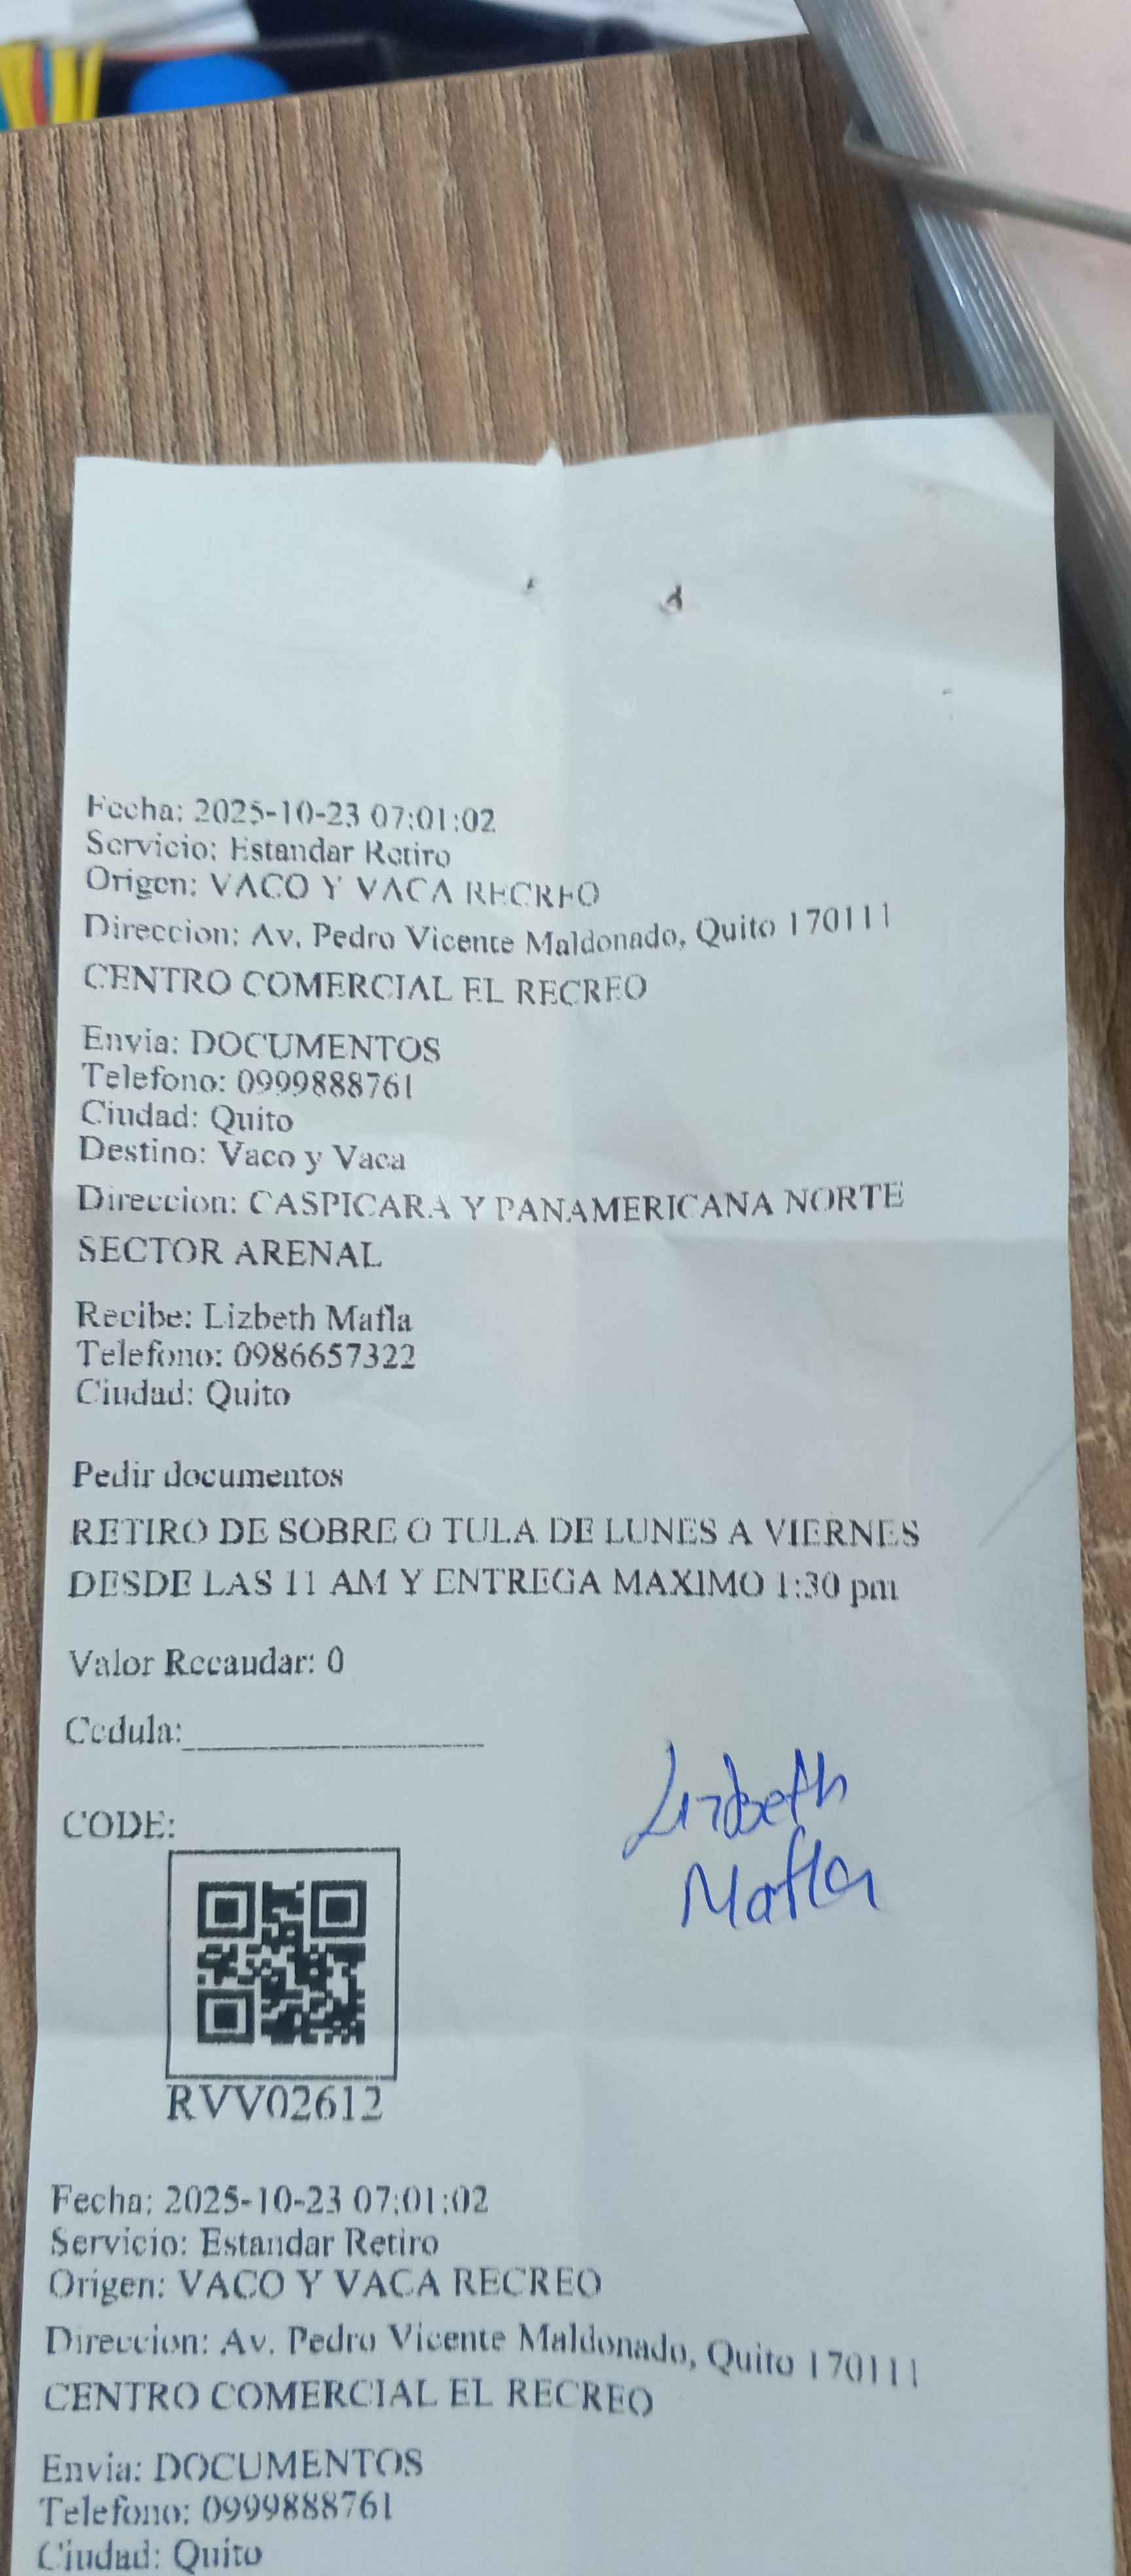 Fecha: 2025-10-23 07:01:02
Servicio: Estandar Retiro
Origen: VACO Y VACA RECREO
Direccion: Av. Pedro Vicente Maldonado, Quito 170111
CENTRO COMERCIAL EL RECREO
Envia: DOCUMENTOS
Telefono: 0999888761
Ciudad: Quito
Destino: Vaco y Vaca
Direccion: CASPICARA Y PANAMERICANA NORTE
SECTOR ARENAL
Recibe: Lizbeth Mafla
Telefono: 0986657322
Ciudad: Quito
Pedir documentos
RETIRO DE SOBRE O TULA DE LUNES A VIERNES
DESDE LAS 11 AM Y ENTREGA MAXIMO 1:30 pm
Valor Recaudar: 0
Cedula:
Lizbeth
Mafla
CODE:
RVV02612
Fecha: 2025-10-23 07:01:02
Servicio: Estandar Retiro
Origen: VACO Y VACA RECREO
Direccion: Av. Pedro Vicente Maldonado, Quito 170111
CENTRO COMERCIAL EL RECREO
Envia: DOCUMENTOS
Telefono: 0999888761
Ciudad: Quito